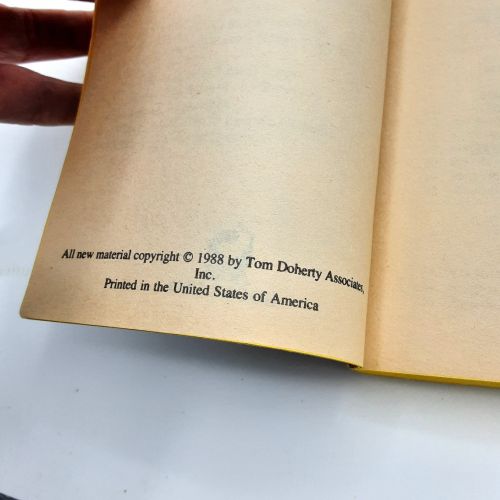 All new material copyright © 1988 by Tom Doherty Associates,
Inc.
Printed in the United States of America